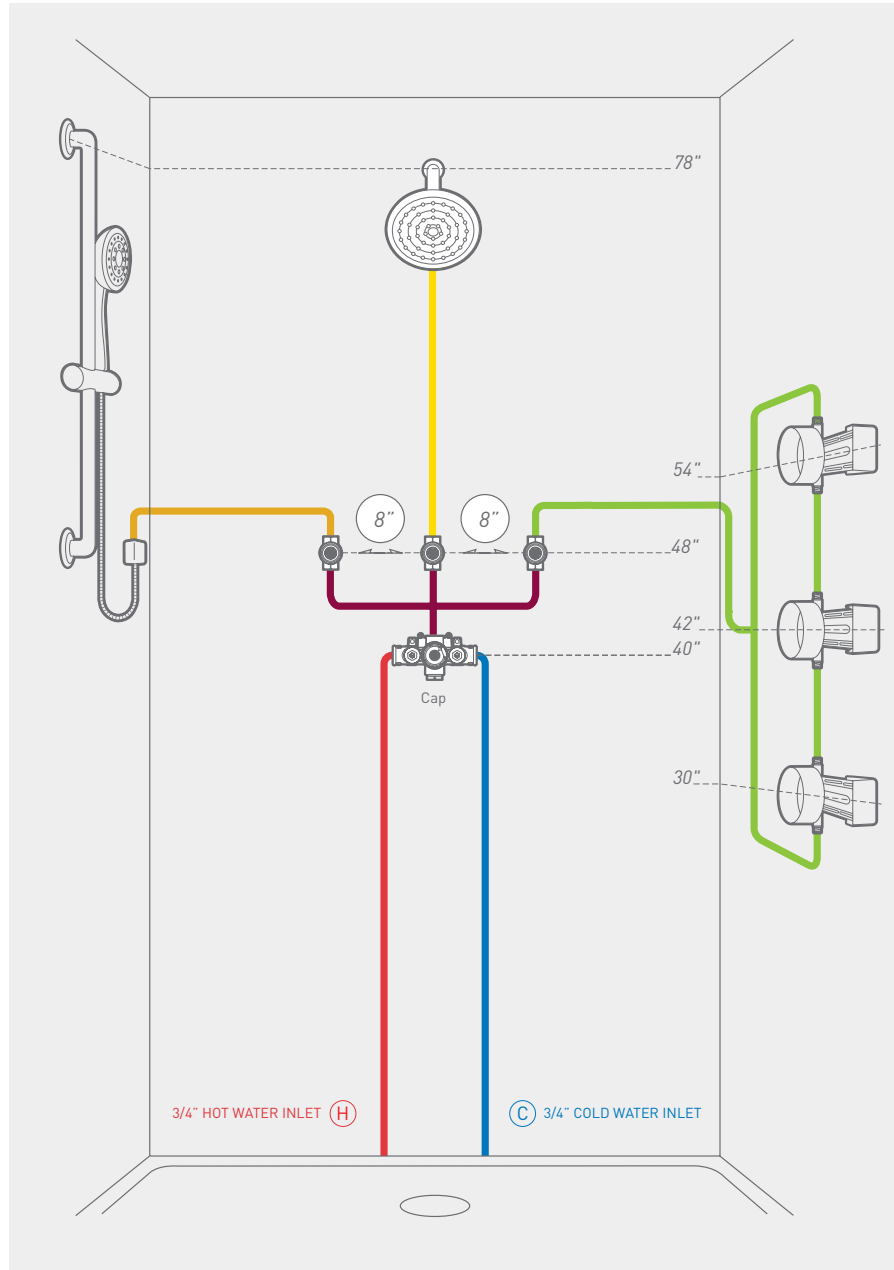 78"
54"
8”
8”
48"
42"
40"
Cap
30"
3/4” HOT WATER INLET H
C 3/4” COLD WATER INLET